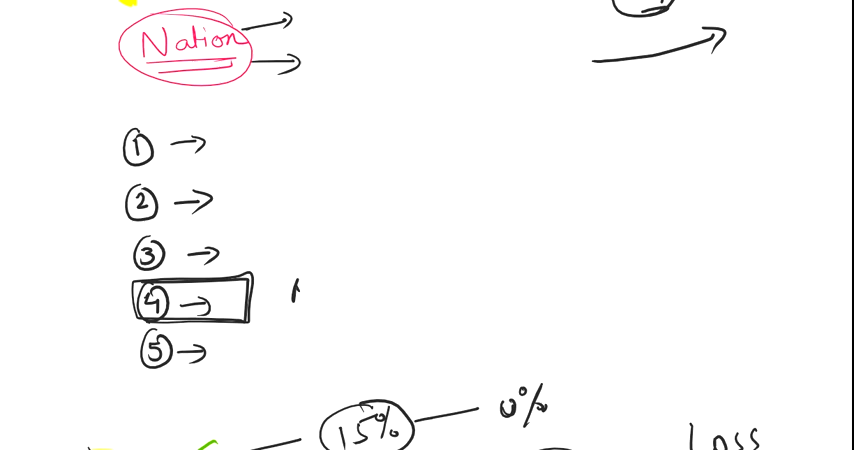 Nation →
→
① →
② →
③ →
④ →
⑤ →
15% — 0%
Loss